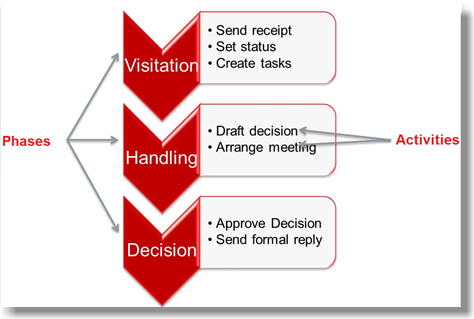 Visitation
• Send receipt
• Set status
• Create tasks
Phases
Handling
• Draft decision
• Arrange meeting
Activities
Decision
• Approve Decision
• Send formal reply